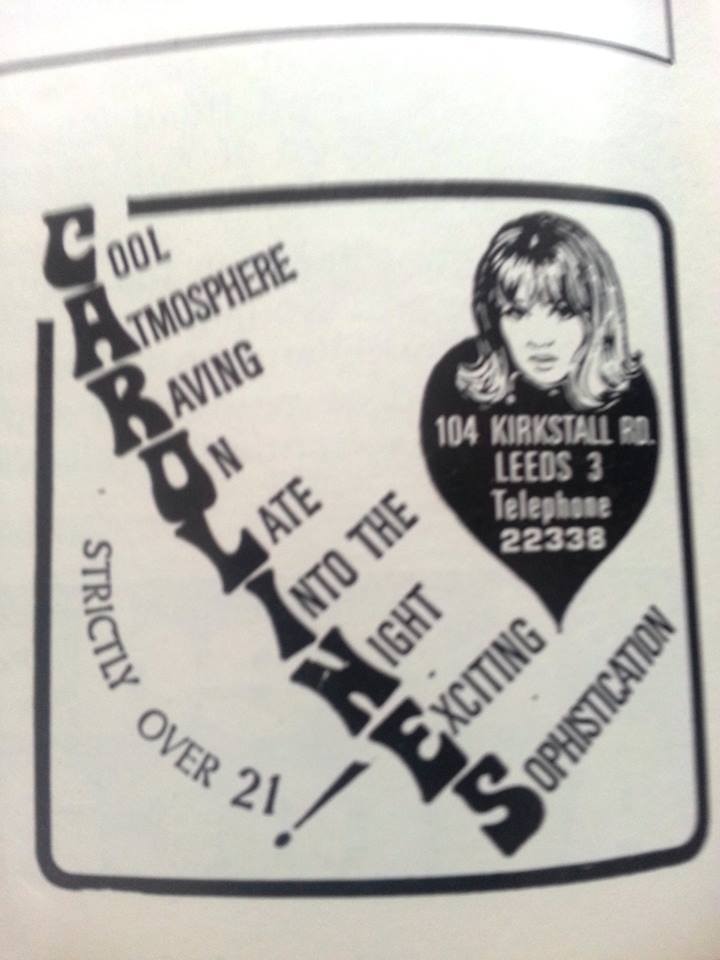 COOL
ATMOSPHERE
RAVING
ON
LATE
INTO THE
NIGHT
EXCITING
SOPHISTICATION
104 KIRKSTALL RD.
LEEDS 3
Telephone
22338
STRICTLY OVER 21!